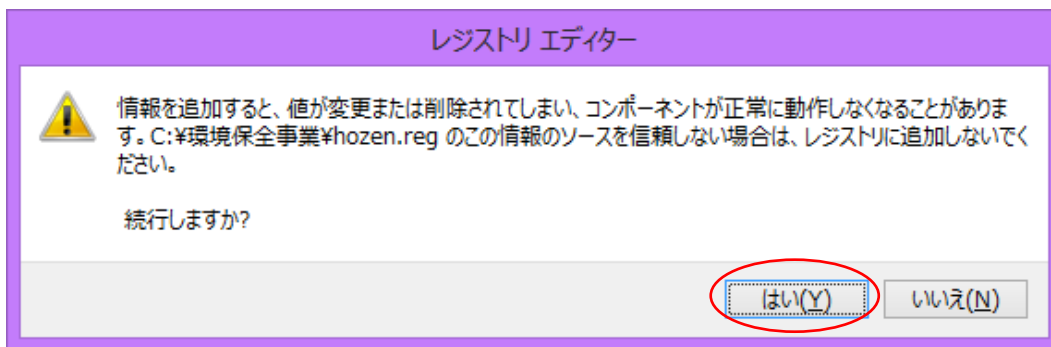 レジストリ エディター
情報を追加すると、値が変更または削除されてしまい、コンポーネントが正常に動作しなくなることがありま
す。C:¥環境保全事業¥hozen.reg のこの情報のソースを信頼しない場合は、レジストリに追加しないでく
ださい。
続行しますか?
はい(Y)
いいえ(N)